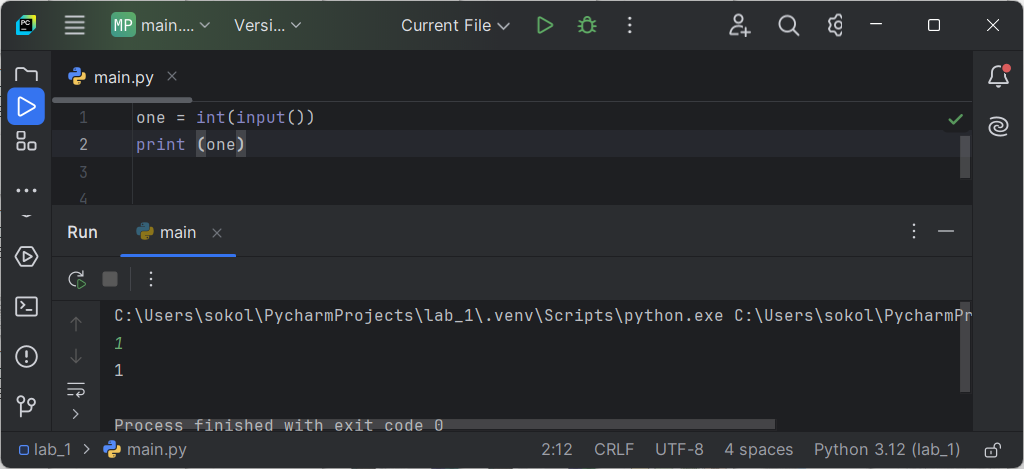 PC MP main.... Versi... Current File
main.py
1 one = int(input())
2 print (one)
3
4
Run main
C:\Users\sokol\PycharmProjects\lab_1\.venv\Scripts\python.exe C:\Users\sokol\PycharmPr
1
1
Process finished with exit code 0
lab_1 main.py 2:12 CRLF UTF-8 4 spaces Python 3.12 (lab_1)